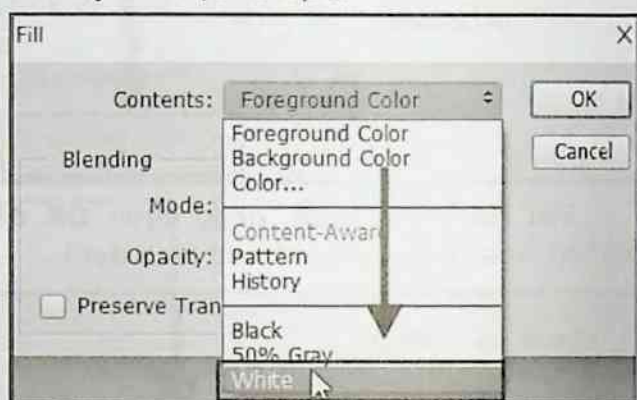 Fill X
Contents: Foreground Color OK
Foreground Color
Background Color Cancel
Blending
Color...
Mode:
Content-Awar
Opacity: Pattern
History
Preserve Tran
Black
50% Gray
White